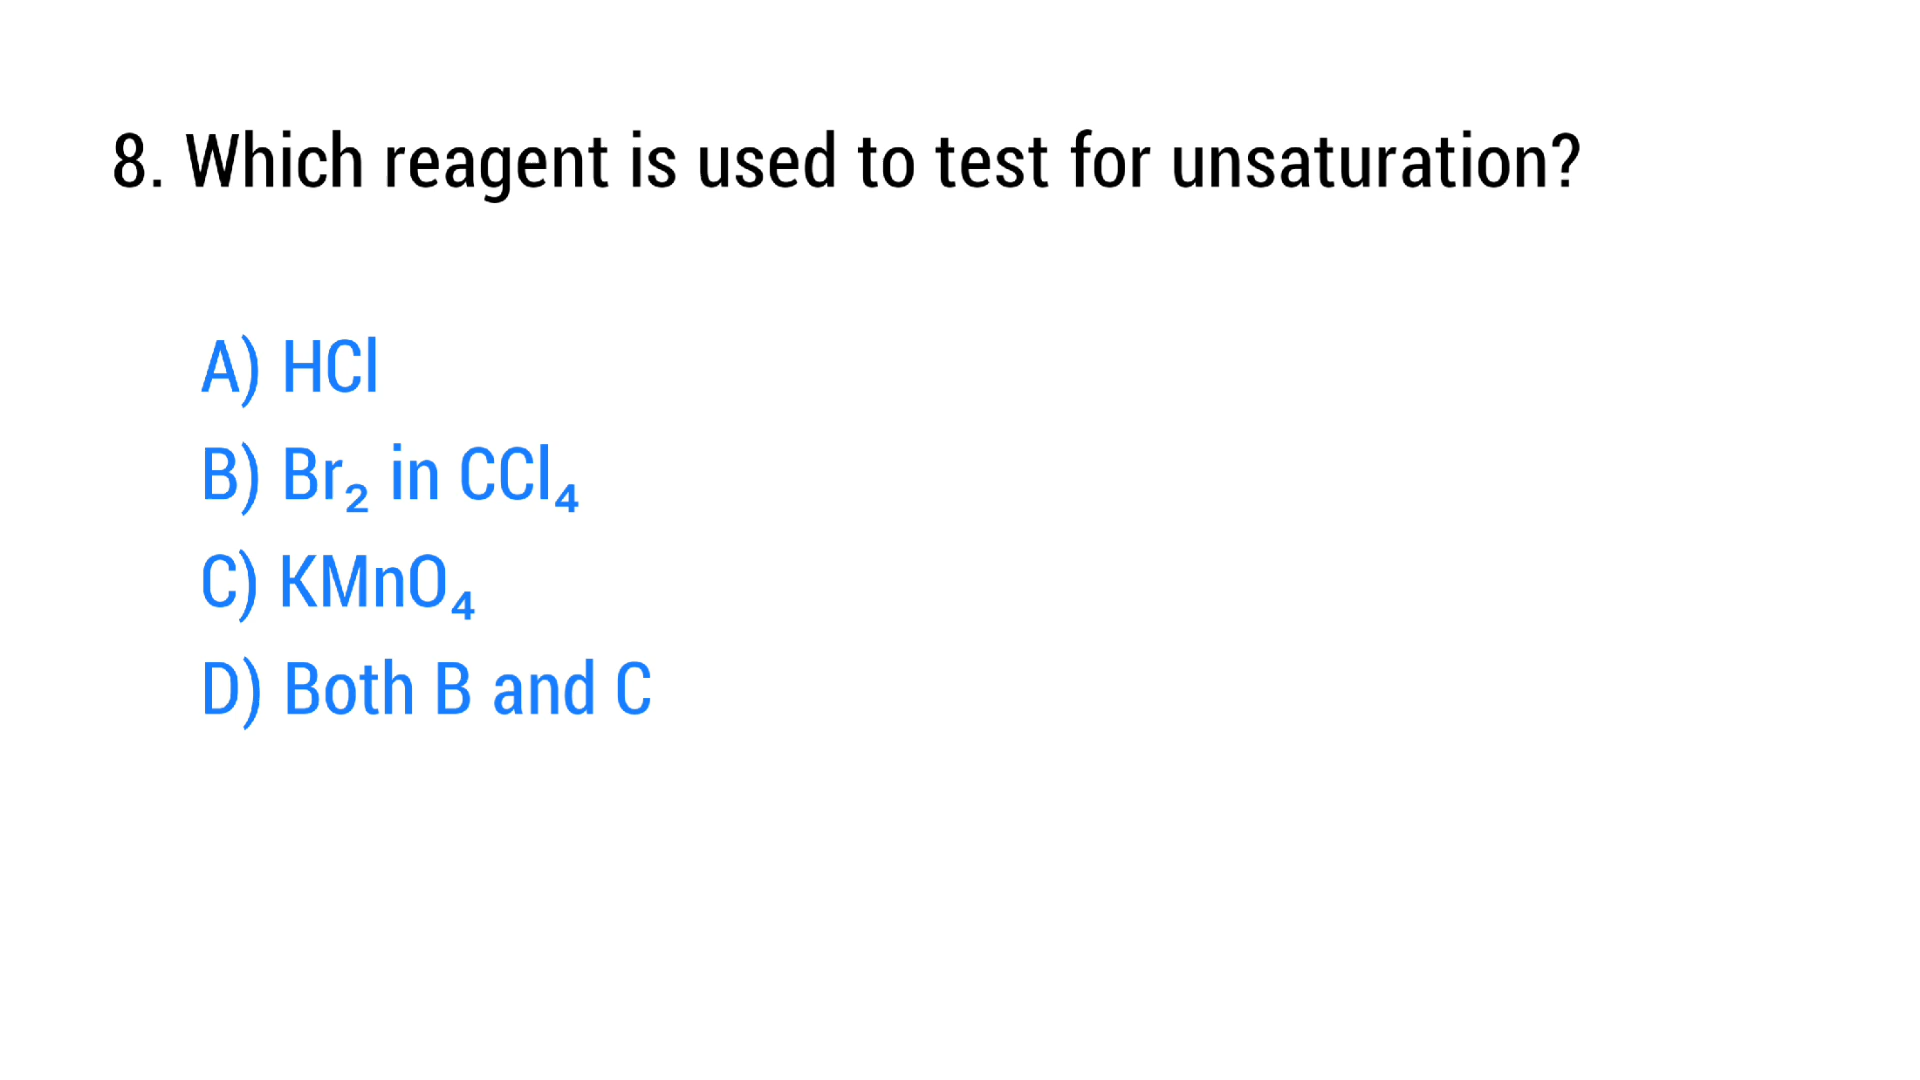 8. Which reagent is used to test for unsaturation?
A) HCl
B) Br₂ in CCl₄
C) KMnO₄
D) Both B and C